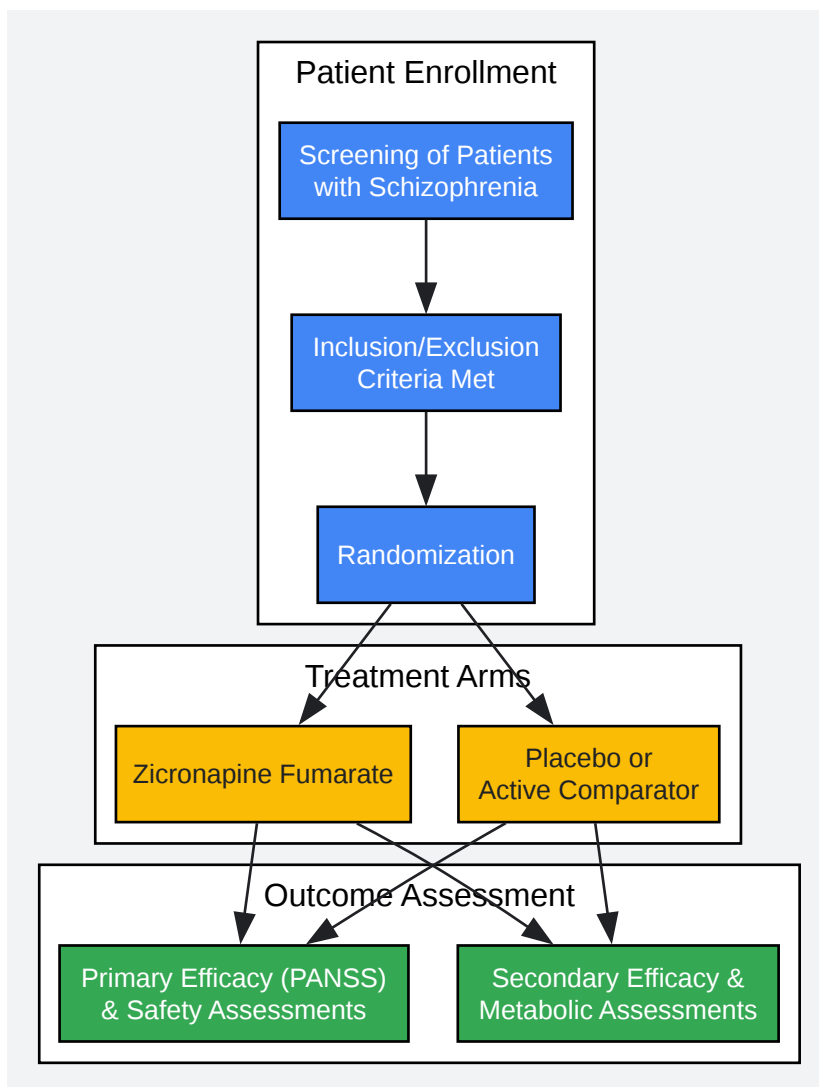 Patient Enrollment
Screening of Patients
with Schizophrenia
Inclusion/Exclusion
Criteria Met
Randomization
Treatment Arms
Zicronapine Fumarate
Placebo or
Active Comparator
Outcome Assessment
Primary Efficacy (PANSS)
& Safety Assessments
Secondary Efficacy &
Metabolic Assessments